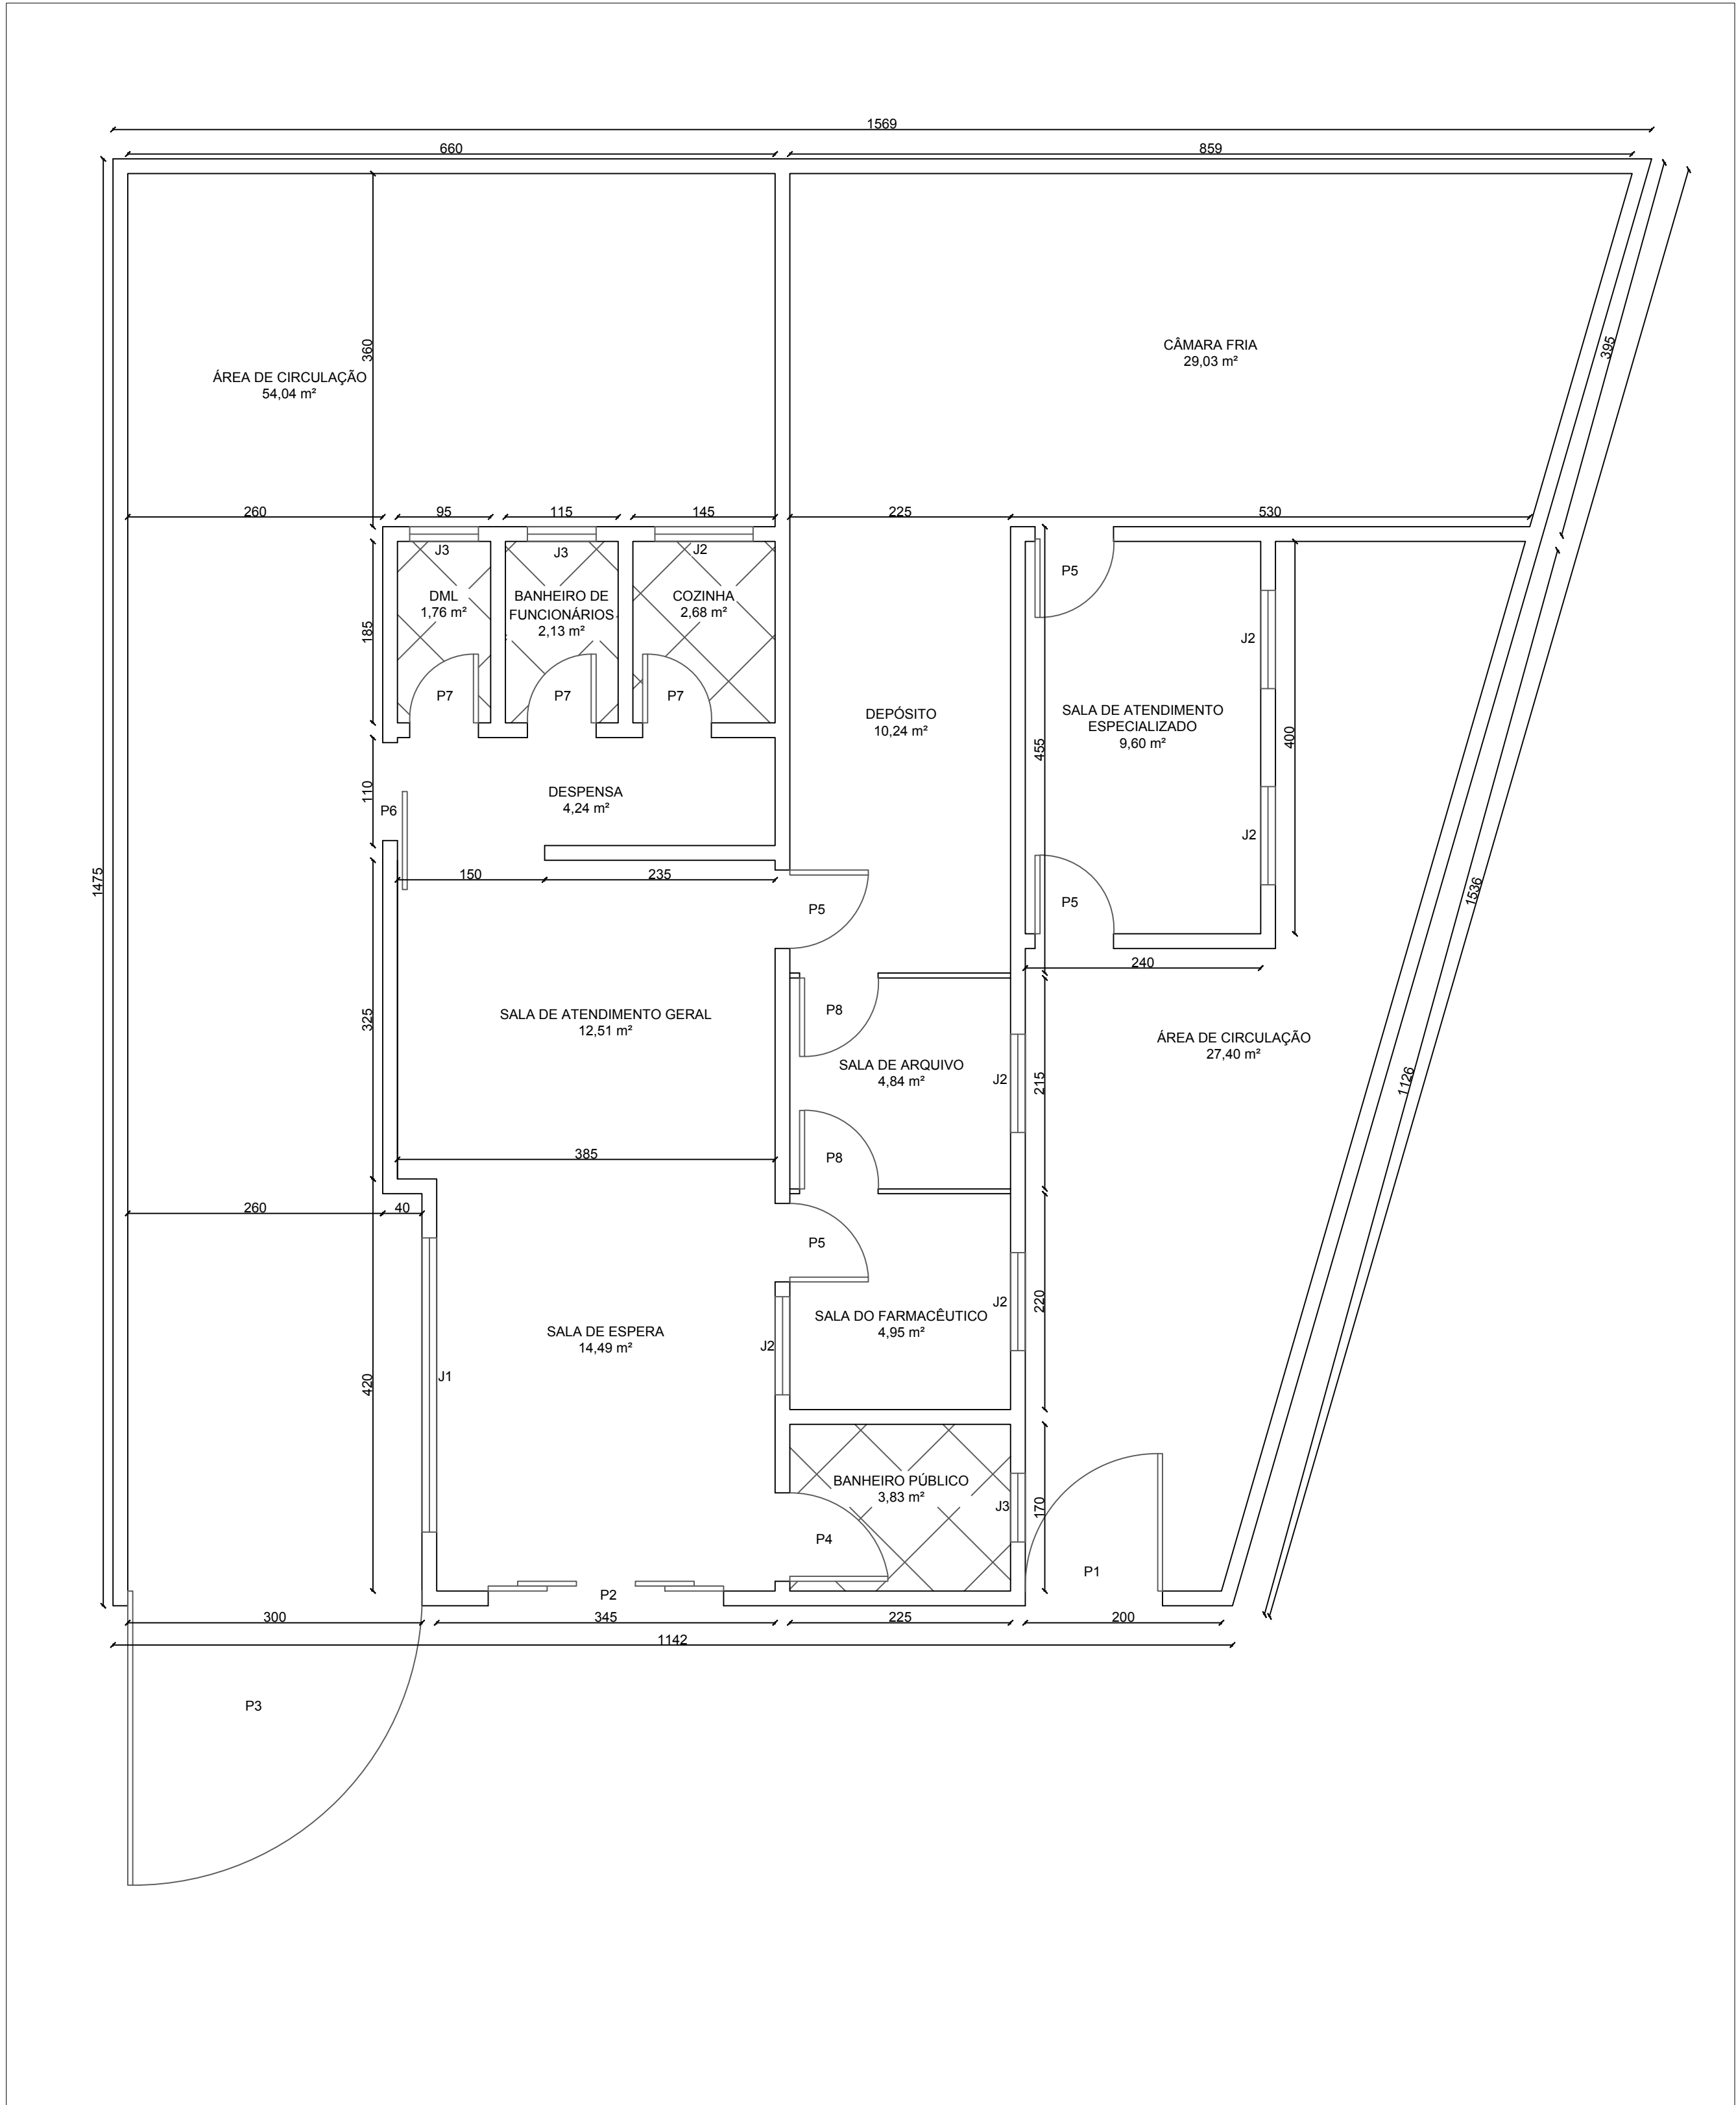 1569
660
859
360
CÂMARA FRIA
29,03 m²
395
ÁREA DE CIRCULAÇÃO
54,04 m²
260
95
115
145
225
530
J3
J3
J2
P5
DML
1,76 m²
BANHEIRO DE
FUNCIONÁRIOS
2,13 m²
COZINHA
2,68 m²
185
J2
P7
P7
P7
DEPÓSITO
10,24 m²
SALA DE ATENDIMENTO
ESPECIALIZADO
9,60 m²
455
400
110
P6
DESPENSA
4,24 m²
J2
1475
150
235
P5
P5
1536
240
325
SALA DE ATENDIMENTO GERAL
12,51 m²
P8
ÁREA DE CIRCULAÇÃO
27,40 m²
SALA DE ARQUIVO
4,84 m²
J2
215
1126
385
P8
260
40
P5
SALA DE ESPERA
14,49 m²
J2
SALA DO FARMACÊUTICO
4,95 m²
J2
220
420
J1
BANHEIRO PÚBLICO
3,83 m²
J3
170
P4
P1
P2
300
345
225
200
1142
P3